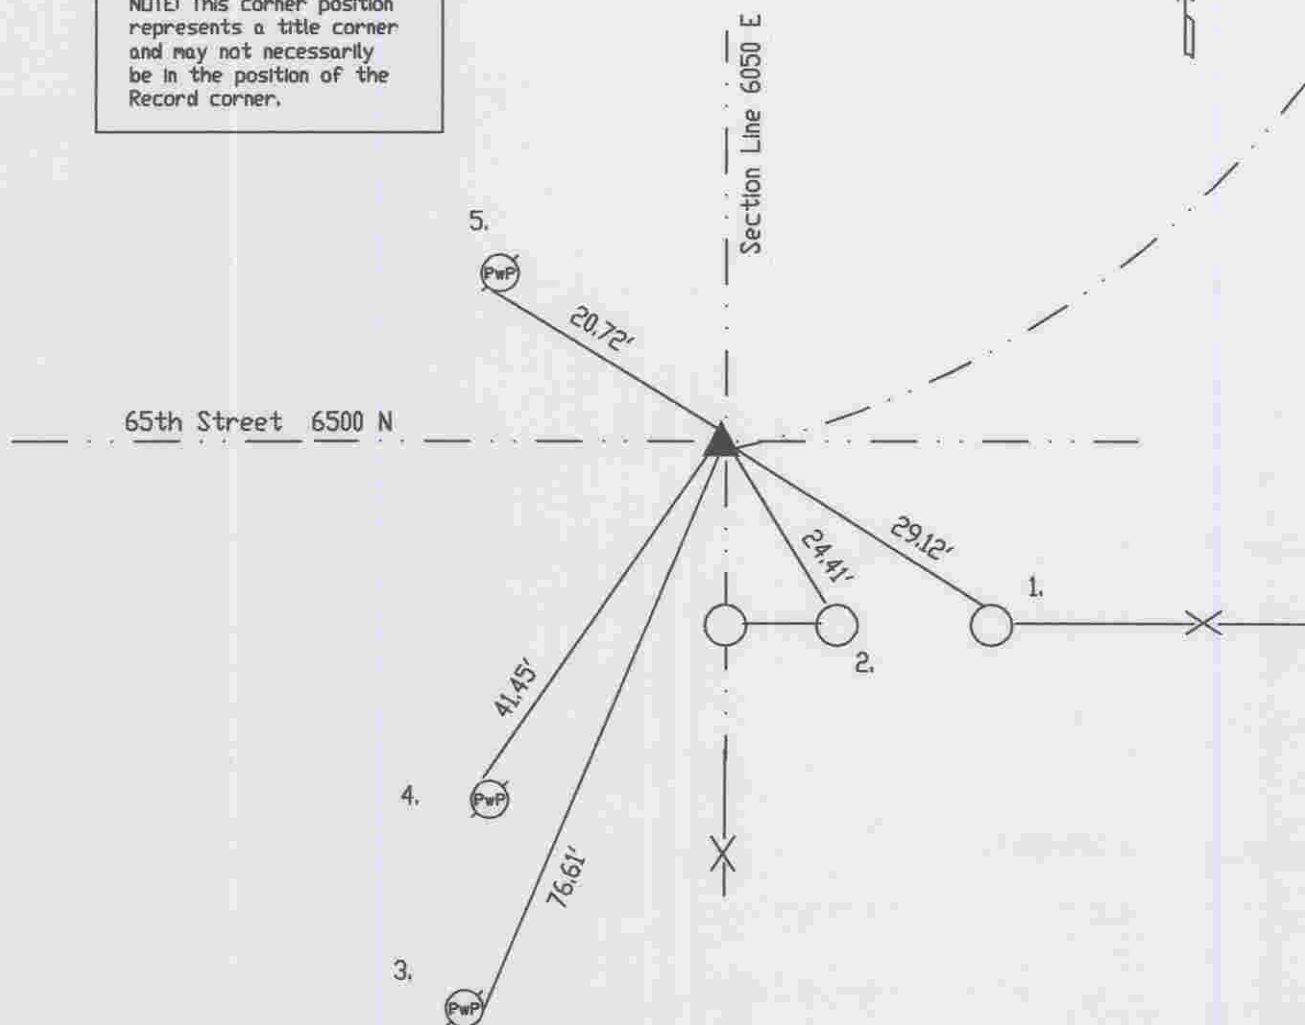 NOTE! This corner position
represents a title corner
and may not necessarily
be in the position of the
Record corner.
Section Line 6050 E
5.
PwP
20.72'
65th Street 6500 N
29.12'
24.41'
1.
2.
41.45'
4.
PwP
76.61'
3.
PwP